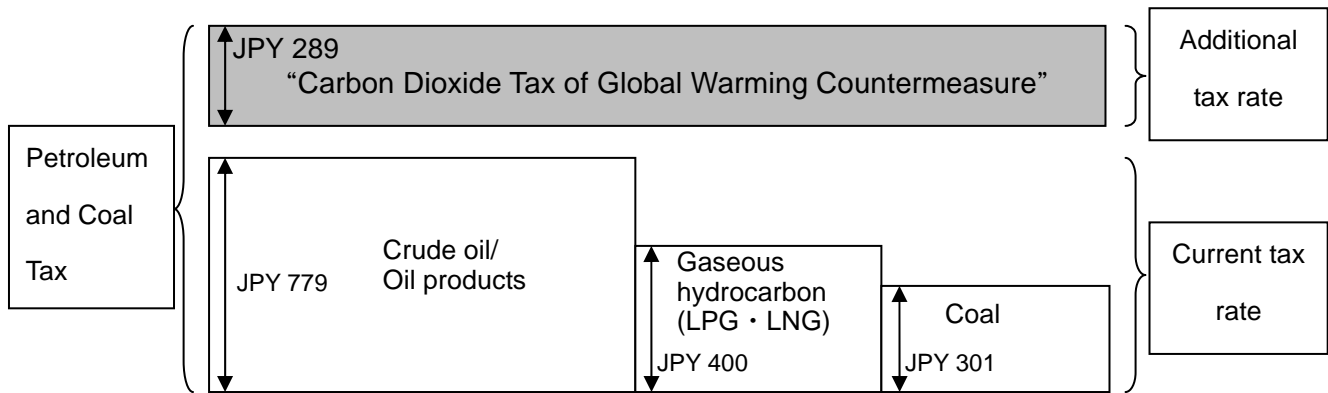 JPY 289
“Carbon Dioxide Tax of Global Warming Countermeasure”
Additional
tax rate
Petroleum
and Coal
Tax
Crude oil/
Oil products
JPY 779
Gaseous
hydrocarbon
(LPG・LNG)
JPY 400
Coal
JPY 301
Current tax
rate